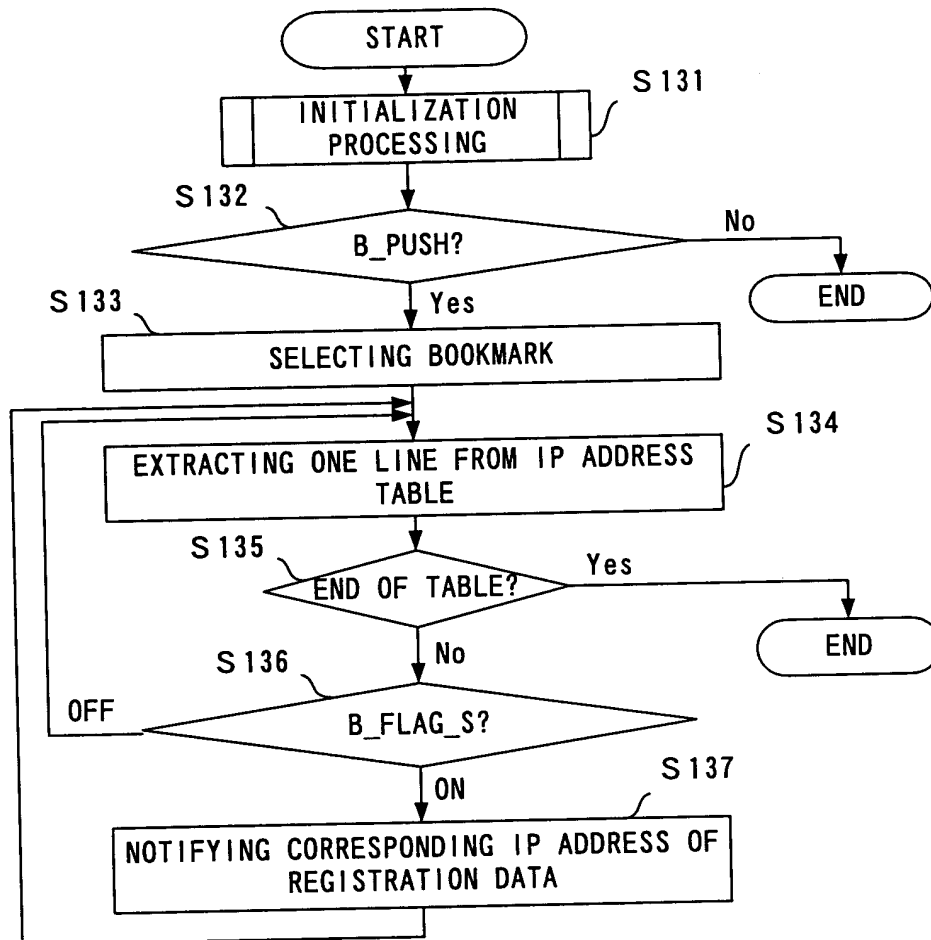 START
S131
INITIALIZATION
PROCESSING
S132
B_PUSH?
No
END
Yes
S133
SELECTING BOOKMARK
S134
EXTRACTING ONE LINE FROM IP ADDRESS
TABLE
S135
END OF TABLE?
Yes
END
No
S136
OFF
B_FLAG_S?
ON
S137
NOTIFYING CORRESPONDING IP ADDRESS OF
REGISTRATION DATA